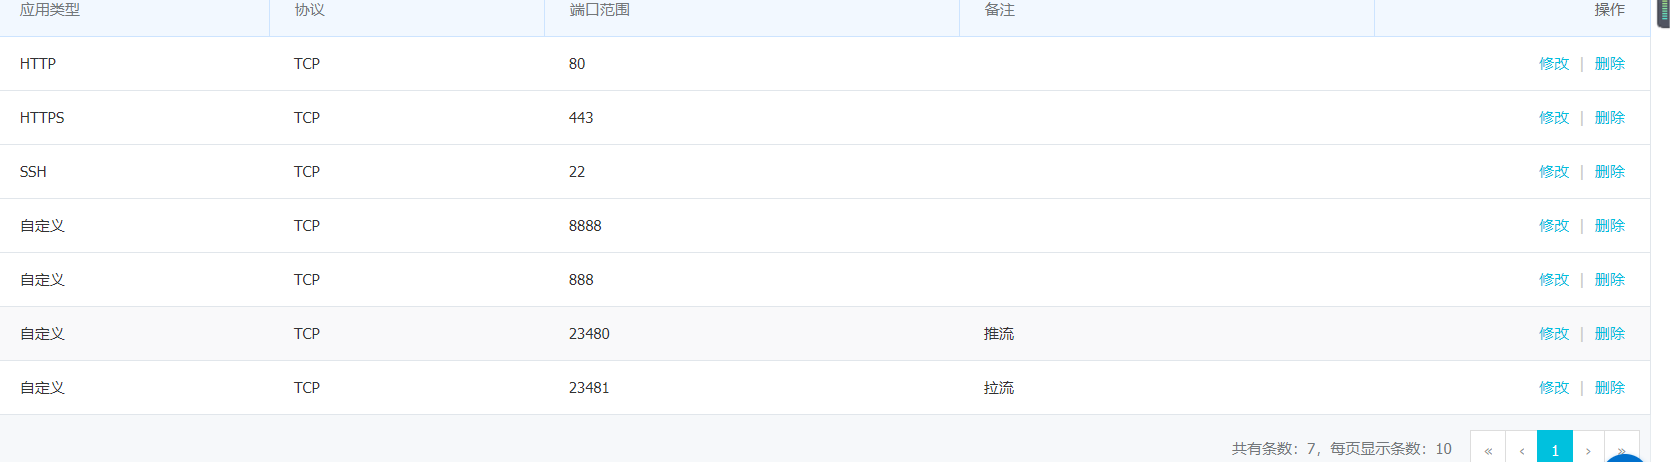 应用类型 协议 端口范围 备注 操作
HTTP TCP 80 修改 | 删除
HTTPS TCP 443 修改 | 删除
SSH TCP 22 修改 | 删除
自定义 TCP 8888 修改 | 删除
自定义 TCP 888 修改 | 删除
自定义 TCP 23480 推流 修改 | 删除
自定义 TCP 23481 拉流 修改 | 删除
共有条数：7，每页显示条数：10 « ‹ 1 › »